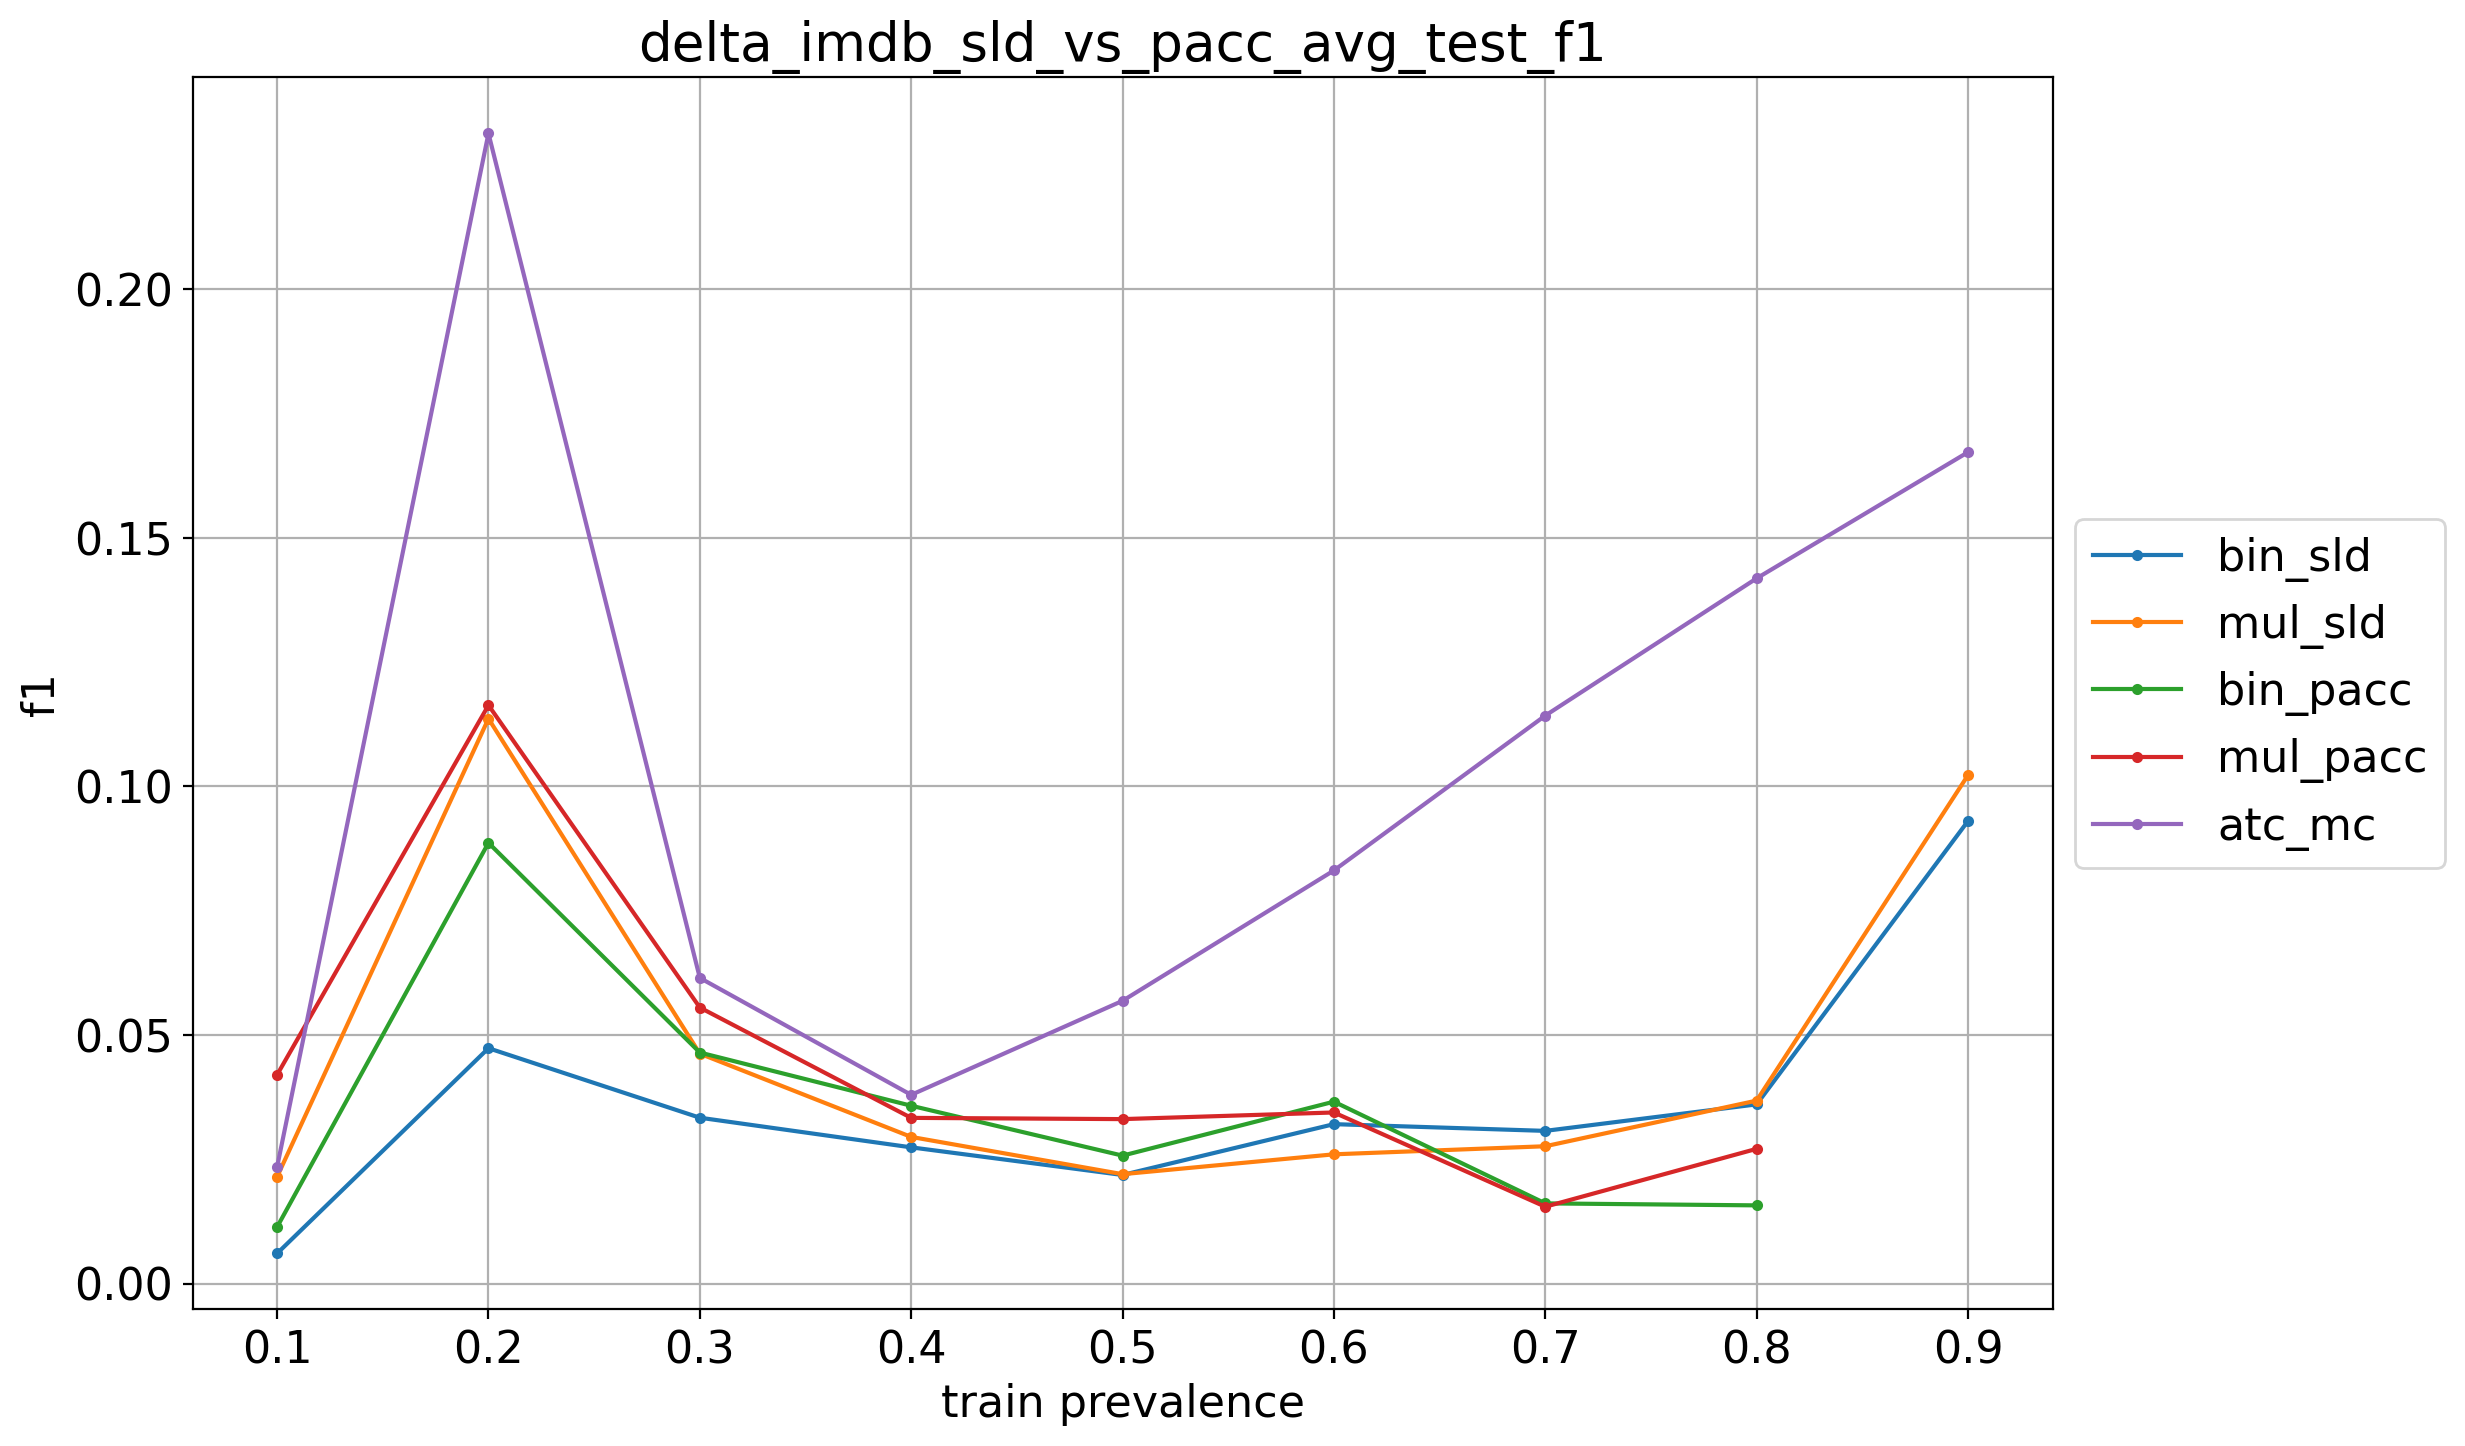 delta_imdb_sld_vs_pacc_avg_test_f1
f1
0.20
0.15
0.10
0.05
0.00
0.1 0.2 0.3 0.4 0.5 0.6 0.7 0.8 0.9
train prevalence
bin_sld
mul_sld
bin_pacc
mul_pacc
atc_mc